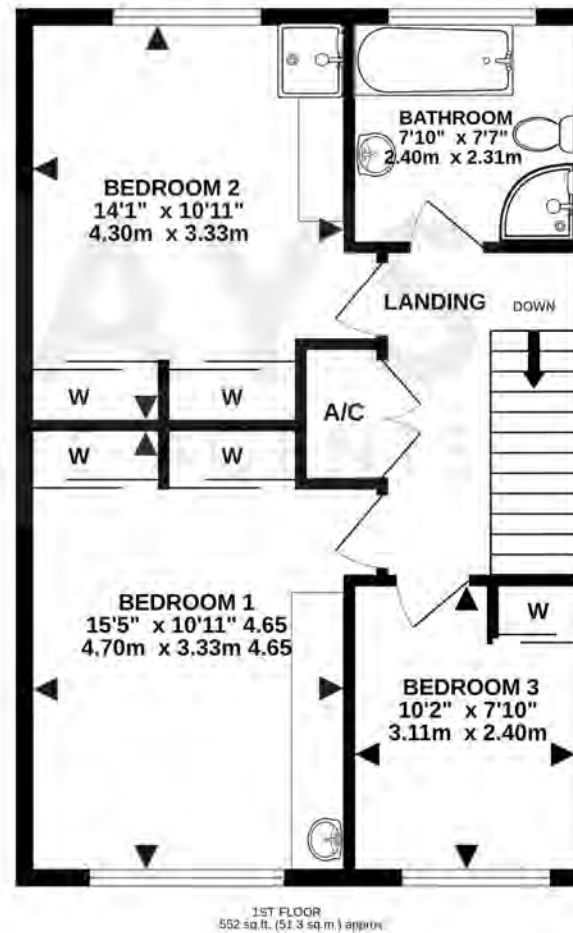 BATHROOM
7'10" x 7'7"
2.40m x 2.31m
BEDROOM 2
14'1" x 10'11"
4.30m x 3.33m
LANDING
DOWN
W
W
A/C
W
W
BEDROOM 1
15'5" x 10'11" 4.65
4.70m x 3.33m 4.65
W
BEDROOM 3
10'2" x 7'10"
3.11m x 2.40m
1ST FLOOR
552 sq.ft. (51.3 sq.m.) approx